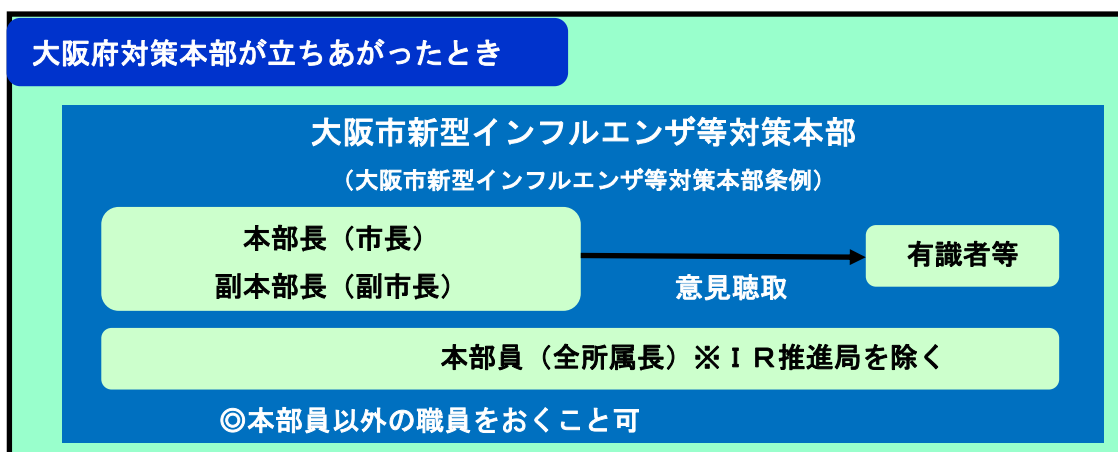 大阪府対策本部が立ちあがったとき
大阪市新型インフルエンザ等対策本部
（大阪市新型インフルエンザ等対策本部条例）
本部長（市長）
副本部長（副市長）
意見聴取
有識者等
本部員（全所属長）※ＩＲ推進局を除く
◎本部員以外の職員をおくこと可